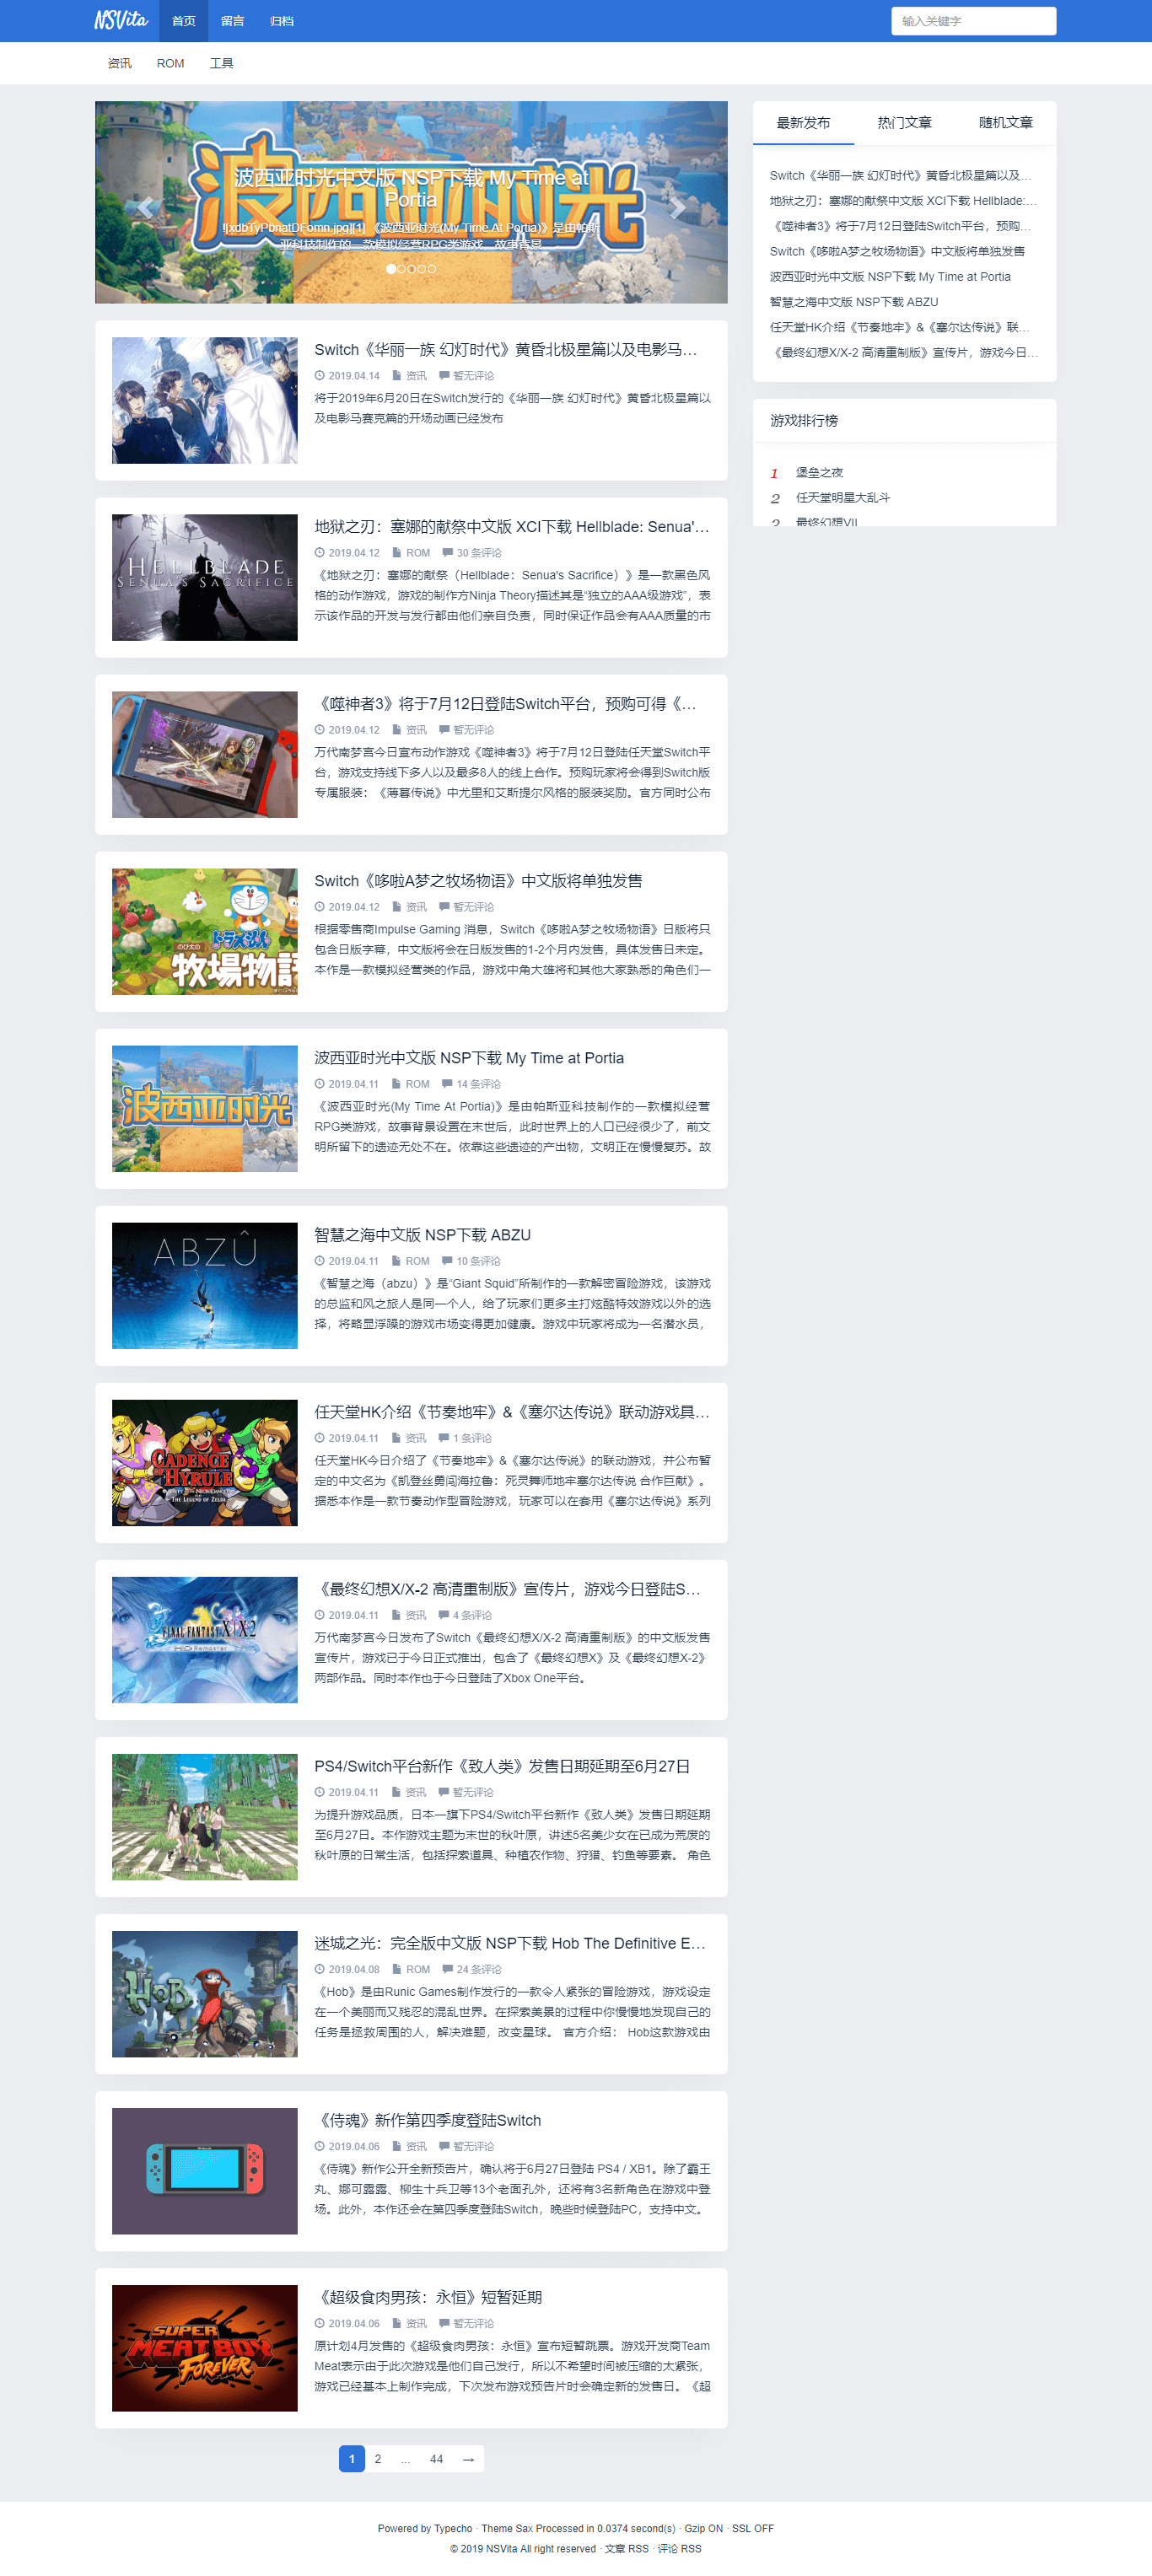 NSVita 首页 留言 归档 输入关键字
资讯 ROM 工具
波西亚时光
波西亚时光中文版 NSP下载 My Time at
Portia
![xdbTyPbnatDFomn.jpg][1] 《波西亚时光(My Time At Portia)》是由帕斯
亚科技制作的一款模拟经营RPG类游戏，故事背景
Switch《华丽一族 幻灯时代》黄昏北极星篇以及电影马...
2019.04.14 资讯 暂无评论
将于2019年6月20日在Switch发行的《华丽一族 幻灯时代》黄昏北极星篇以
及电影马赛克篇的开场动画已经发布
HELLBLADE
SENUA'S SACRIFICE
地狱之刃：塞娜的献祭中文版 XCI下载 Hellblade: Senua'...
2019.04.12 ROM 30 条评论
《地狱之刃：塞娜的献祭（Hellblade：Senua's Sacrifice）》是一款黑色风
格的动作游戏，游戏的制作方Ninja Theory描述其是“独立的AAA级游戏”，表
示该作品的开发与发行都由他们亲自负责，同时保证作品会有AAA质量的市
《噬神者3》将于7月12日登陆Switch平台，预购可得《...
2019.04.12 资讯 暂无评论
万代南梦宫今日宣布动作游戏《噬神者3》将于7月12日登陆任天堂Switch平
台，游戏支持线下多人以及最多8人的线上合作。预购玩家将会得到Switch版
专属服装：《薄暮传说》中尤里和艾斯提尔风格的服装奖励。官方同时公布
のび太の
牧場物語
Switch《哆啦A梦之牧场物语》中文版将单独发售
2019.04.12 资讯 暂无评论
根据零售商Impulse Gaming 消息，Switch《哆啦A梦之牧场物语》日版将只
包含日版字幕，中文版将会在日版发售的1-2个月内发售，具体发售日未定。
本作是一款模拟经营类的作品，游戏中角大雄将和其他大家熟悉的角色们一
波西亚时光
波西亚时光中文版 NSP下载 My Time at Portia
2019.04.11 ROM 14 条评论
《波西亚时光(My Time At Portia)》是由帕斯亚科技制作的一款模拟经营
RPG类游戏，故事背景设置在末世后，此时世界上的人口已经很少了，前文
明所留下的遗迹无处不在。依靠这些遗迹的产出物，文明正在慢慢复苏。故
ABZÛ
智慧之海中文版 NSP下载 ABZU
2019.04.11 ROM 10 条评论
《智慧之海（abzu）》是“Giant Squid”所制作的一款解密冒险游戏，该游戏
的总监和风之旅人是同一个人，给了玩家们更多主打炫酷特效游戏以外的选
择，将略显浮躁的游戏市场变得更加健康。游戏中玩家将成为一名潜水员，
CADENCE
OF HYRULE
THE LEGEND OF ZELDA
任天堂HK介绍《节奏地牢》&《塞尔达传说》联动游戏具...
2019.04.11 资讯 1 条评论
任天堂HK今日介绍了《节奏地牢》&《塞尔达传说》的联动游戏，并公布暂
定的中文名为《凯登丝勇闯海拉鲁：死灵舞师地牢塞尔达传说 合作巨献》。
据悉本作是一款节奏动作型冒险游戏，玩家可以在套用《塞尔达传说》系列
FINAL FANTASY X|X2
HD Remaster
《最终幻想X/X-2 高清重制版》宣传片，游戏今日登陆S...
2019.04.11 资讯 4 条评论
万代南梦宫今日发布了Switch《最终幻想X/X-2 高清重制版》的中文版发售
宣传片，游戏已于今日正式推出，包含了《最终幻想X》及《最终幻想X-2》
两部作品。同时本作也于今日登陆了Xbox One平台。
PS4/Switch平台新作《致人类》发售日期延期至6月27日
2019.04.11 资讯 暂无评论
为提升游戏品质，日本一旗下PS4/Switch平台新作《致人类》发售日期延期
至6月27日。本作游戏主题为末世的秋叶原，讲述5名美少女在已成为荒废的
秋叶原的日常生活，包括探索道具、种植农作物、狩猎、钓鱼等要素。 角色
HOB
迷城之光：完全版中文版 NSP下载 Hob The Definitive E...
2019.04.08 ROM 24 条评论
《Hob》是由Runic Games制作发行的一款令人紧张的冒险游戏，游戏设定
在一个美丽而又残忍的混乱世界。在探索美景的过程中你慢慢地发现自己的
任务是拯救周围的人，解决难题，改变星球。 官方介绍： Hob这款游戏由
《侍魂》新作第四季度登陆Switch
2019.04.06 资讯 暂无评论
《侍魂》新作公开全新预告片，确认将于6月27日登陆 PS4 / XB1。除了霸王
丸、娜可露露、柳生十兵卫等13个老面孔外，还将有3名新角色在游戏中登
场。此外，本作还会在第四季度登陆Switch，晚些时候登陆PC，支持中文。
SUPER
MEAT BOY
FOREVER
《超级食肉男孩：永恒》短暂延期
2019.04.06 资讯 暂无评论
原计划4月发售的《超级食肉男孩：永恒》宣布短暂跳票。游戏开发商Team
Meat表示由于此次游戏是他们自己发行，所以不希望时间被压缩的太紧张，
游戏已经基本上制作完成，下次发布游戏预告片时会确定新的发售日。《超
1 2 ... 44 →
最新发布 热门文章 随机文章
Switch《华丽一族 幻灯时代》黄昏北极星篇以及...
地狱之刃：塞娜的献祭中文版 XCI下载 Hellblade:...
《噬神者3》将于7月12日登陆Switch平台，预购...
Switch《哆啦A梦之牧场物语》中文版将单独发售
波西亚时光中文版 NSP下载 My Time at Portia
智慧之海中文版 NSP下载 ABZU
任天堂HK介绍《节奏地牢》&《塞尔达传说》联...
《最终幻想X/X-2 高清重制版》宣传片，游戏今日...
游戏排行榜
1 堡垒之夜
2 任天堂明星大乱斗
3 最终幻想VII
Powered by Typecho · Theme Sax Processed in 0.0374 second(s) · Gzip ON · SSL OFF
© 2019 NSVita All right reserved · 文章 RSS · 评论 RSS